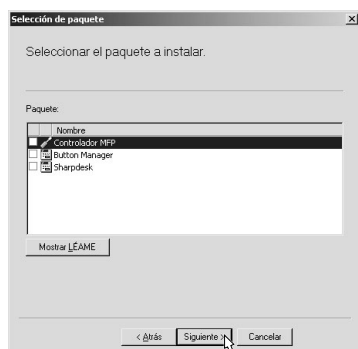 Selección de paquete
Seleccionar el paquete a instalar.
Paquete:
Nombre
Controlador MFP
Button Manager
Sharpdesk
Mostrar LÉAME
< Atrás Siguiente > Cancelar